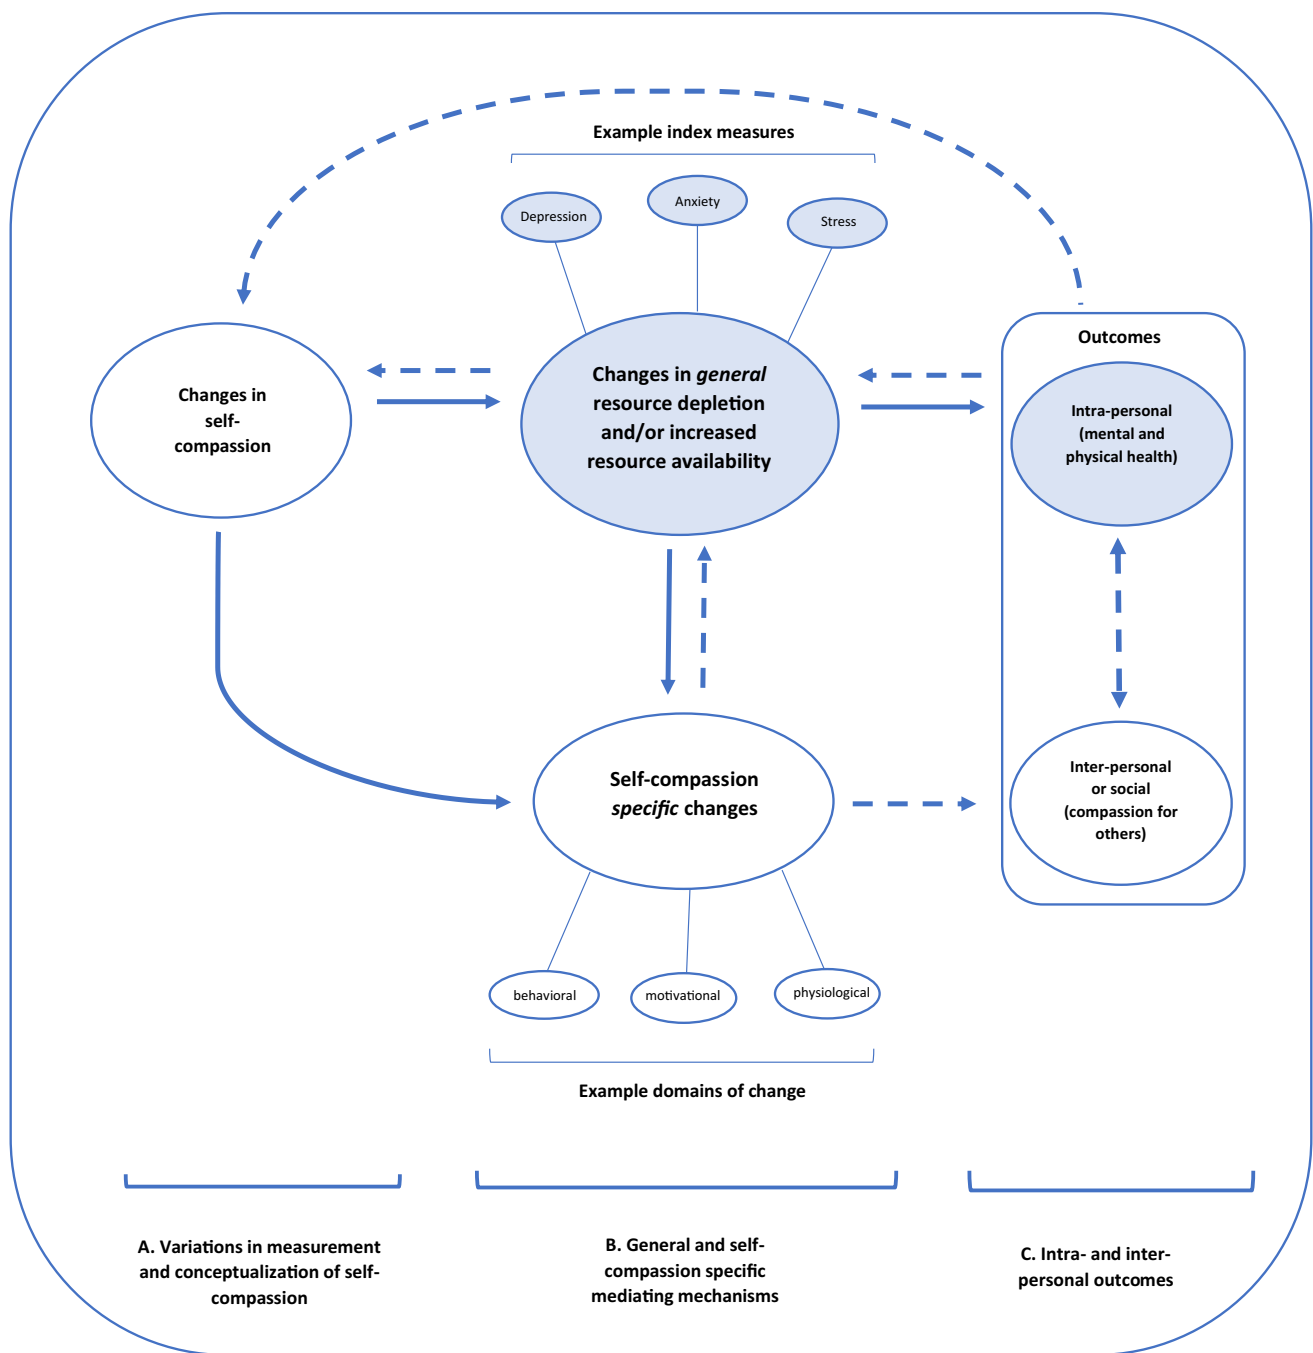 Example index measures
Depression
Anxiety
Stress
Changes in
self-
compassion
Changes in general
resource depletion
and/or increased
resource availability
Outcomes
Intra-personal
(mental and
physical health)
Self-compassion
specific changes
Inter-personal
or social
(compassion for
others)
behavioral
motivational
physiological
Example domains of change
A. Variations in measurement
and conceptualization of self-
compassion
B. General and self-
compassion specific
mediating mechanisms
C. Intra- and inter-
personal outcomes